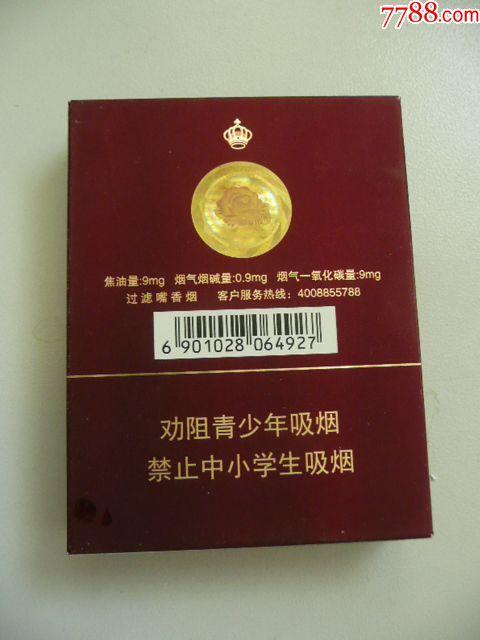 7788.com
焦油量:9mg 烟气烟碱量:0.9mg 烟气一氧化碳量:9mg
过滤嘴香烟 客户服务热线:4008855788
6 901028 064927
劝阻青少年吸烟
禁止中小学生吸烟